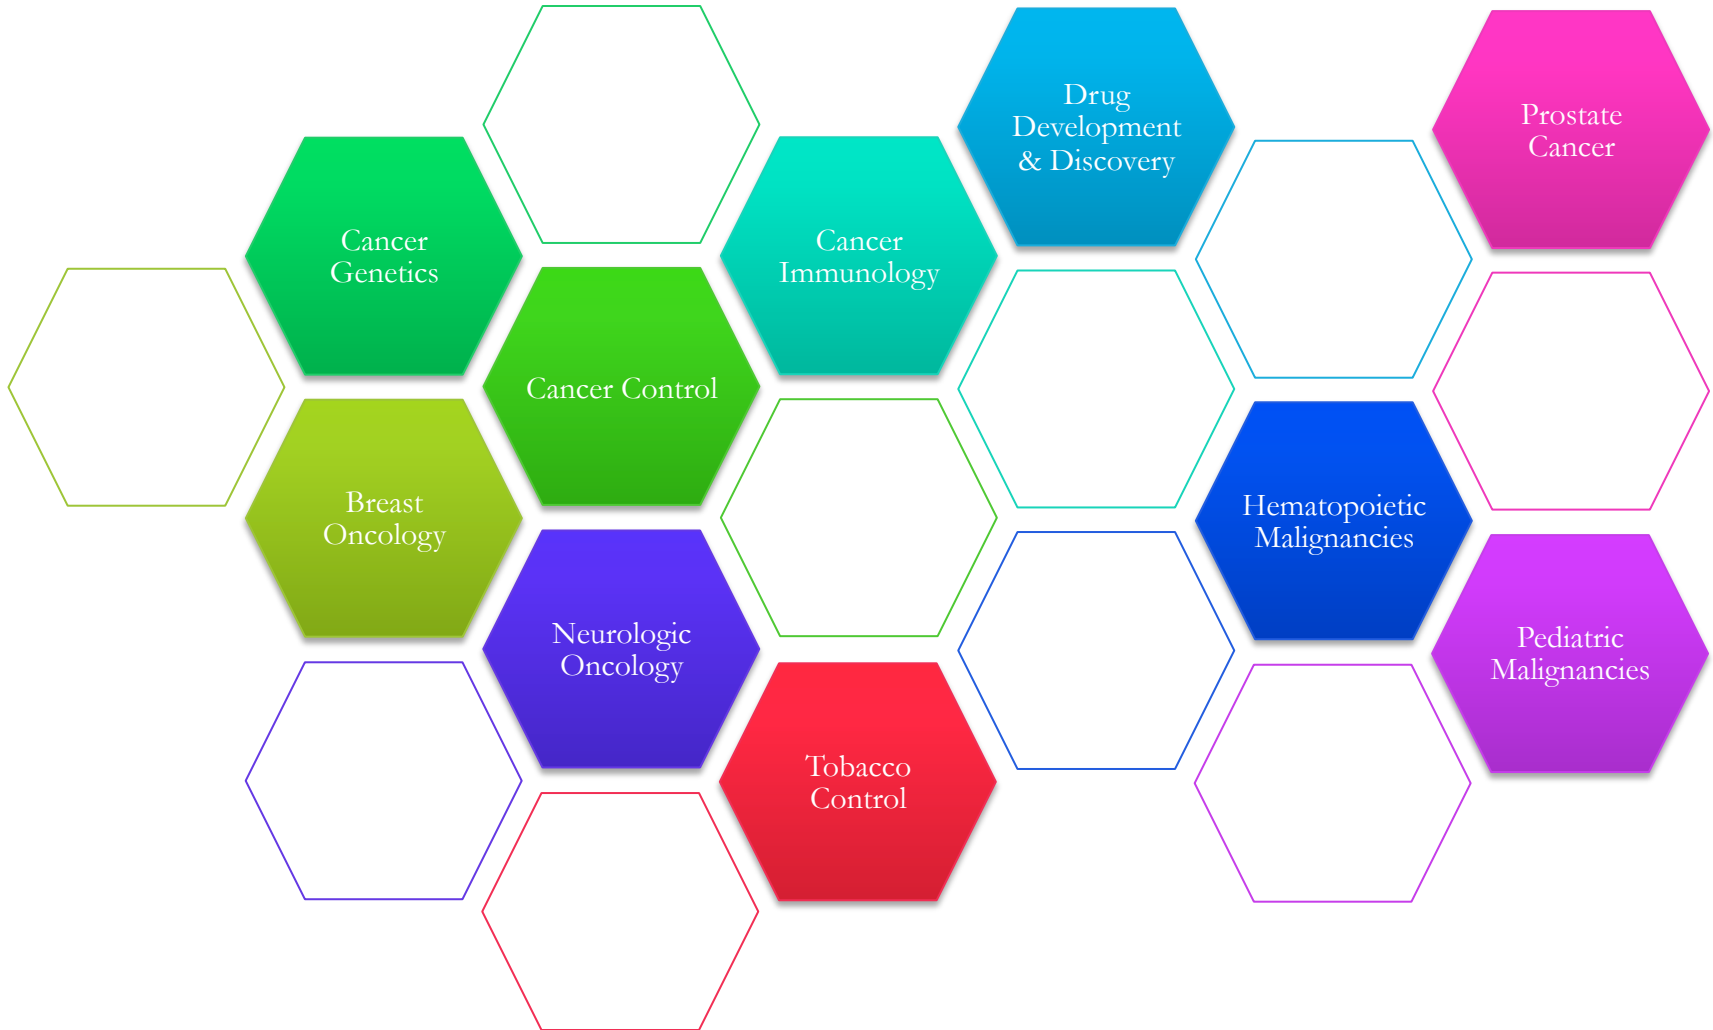 Drug
Development
& Discovery
Prostate
Cancer
Cancer
Genetics
Cancer
Immunology
Cancer Control
Breast
Oncology
Hematopoietic
Malignancies
Neurologic
Oncology
Pediatric
Malignancies
Tobacco
Control